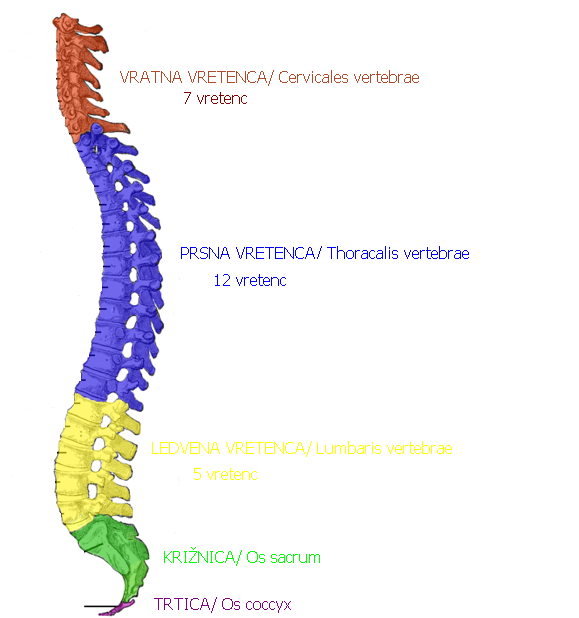 VRATNA VRETENCA/ Cervicales vertebrae
7 vretenc
PRSNA VRETENCA/ Thoracalis vertebrae
12 vretenc
LEDVENA VRETENCA/ Lumbaris vertebrae
5 vretenc
KRIŽNICA/ Os sacrum
TRTICA/ Os coccyx